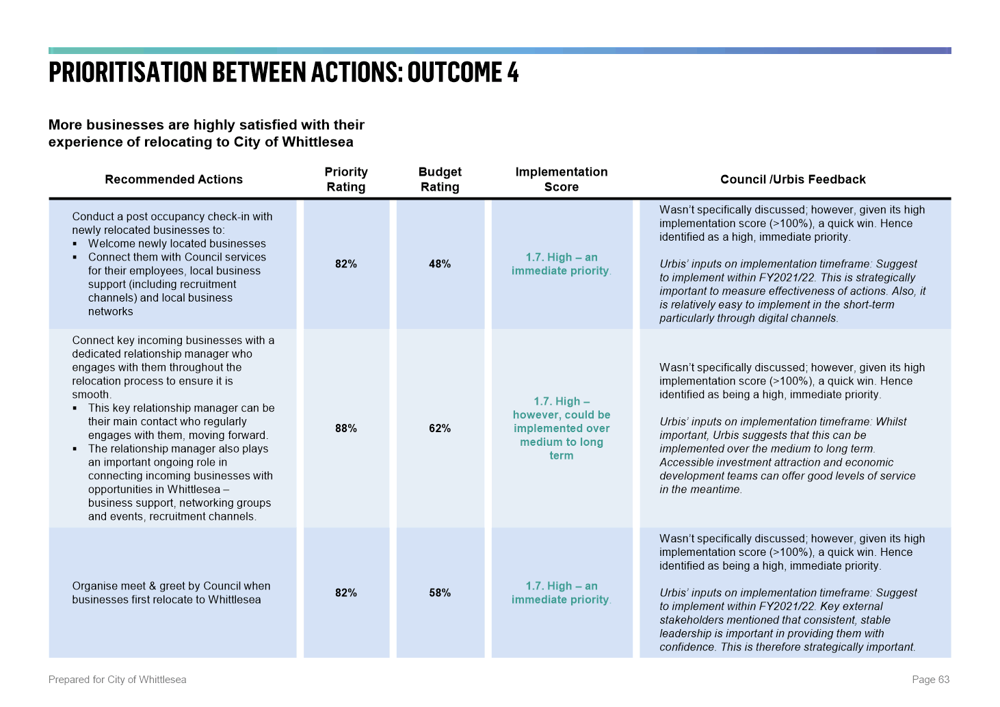 PRIORITISATION BETWEEN ACTIONS: OUTCOME 4
More businesses are highly satisfied with their
experience of relocating to City of Whittlesea
Recommended Actions
Priority
Rating
Budget
Rating
Implementation
Score
Council /Urbis Feedback
Conduct a post occupancy check-in with
newly relocated businesses to:
▪ Welcome newly located businesses
▪ Connect them with Council services
for their employees, local business
support (including recruitment
channels) and local business
networks
82%
48%
1.7. High – an
immediate priority.
Wasn't specifically discussed; however, given its high
implementation score (>100%), a quick win. Hence
identified as a high, immediate priority.
Urbis' inputs on implementation timeframe: Suggest
to implement within FY2021/22. This is strategically
important to measure effectiveness of actions. Also, it
is relatively easy to implement in the short-term
particularly through digital channels.
Connect key incoming businesses with a
dedicated relationship manager who
engages with them throughout the
relocation process to ensure it is
smooth.
▪ This key relationship manager can be
their main contact who regularly
engages with them, moving forward.
▪ The relationship manager also plays
an important ongoing role in
connecting incoming businesses with
opportunities in Whittlesea –
business support, networking groups
and events, recruitment channels.
88%
62%
1.7. High –
however, could be
implemented over
medium to long
term
Wasn't specifically discussed; however, given its high
implementation score (>100%), a quick win. Hence
identified as being a high, immediate priority.
Urbis' inputs on implementation timeframe: Whilst
important, Urbis suggests that this can be
implemented over the medium to long term.
Accessible investment attraction and economic
development teams can offer good levels of service
in the meantime.
Organise meet & greet by Council when
businesses first relocate to Whittlesea
82%
58%
1.7. High – an
immediate priority.
Wasn't specifically discussed; however, given its high
implementation score (>100%), a quick win. Hence
identified as being a high, immediate priority.
Urbis' inputs on implementation timeframe: Suggest
to implement within FY2021/22. Key external
stakeholders mentioned that consistent, stable
leadership is important in providing them with
confidence. This is therefore strategically important.
Prepared for City of Whittlesea
Page 63